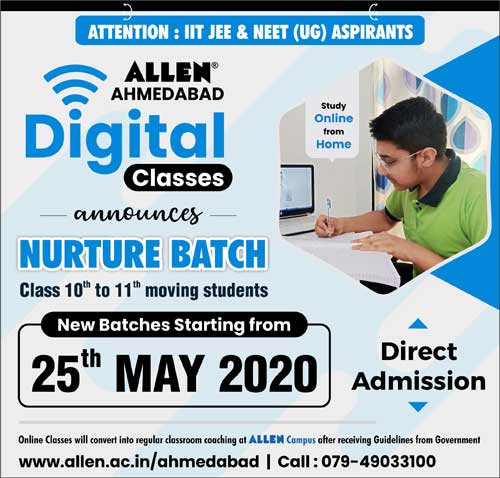 ATTENTION : IIT JEE & NEET (UG) ASPIRANTS
ALLEN®
AHMEDABAD
Digital
Classes
announces
NURTURE BATCH
Class 10th to 11th moving students
New Batches Starting from
25th MAY 2020
Study
Online
from
Home
Direct
Admission
Online Classes will convert into regular classroom coaching at ALLEN Campus after receiving Guidelines from Government
www.allen.ac.in/ahmedabad | Call : 079-49033100